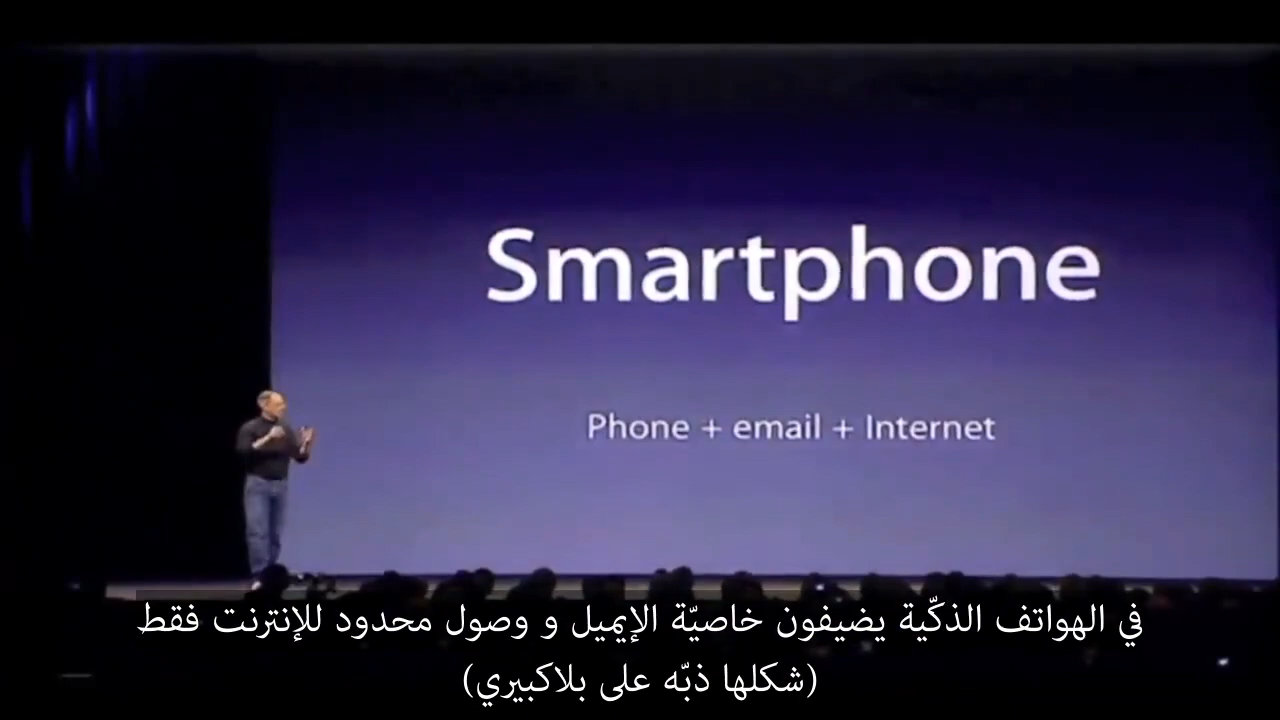 Smartphone
Phone + email + Internet
في الهواتف الذكّية يضيفون خاصيّة الإيميل و وصول محدود للإنترنت فقط
(شكلها ذبّه على بلاكبيري)